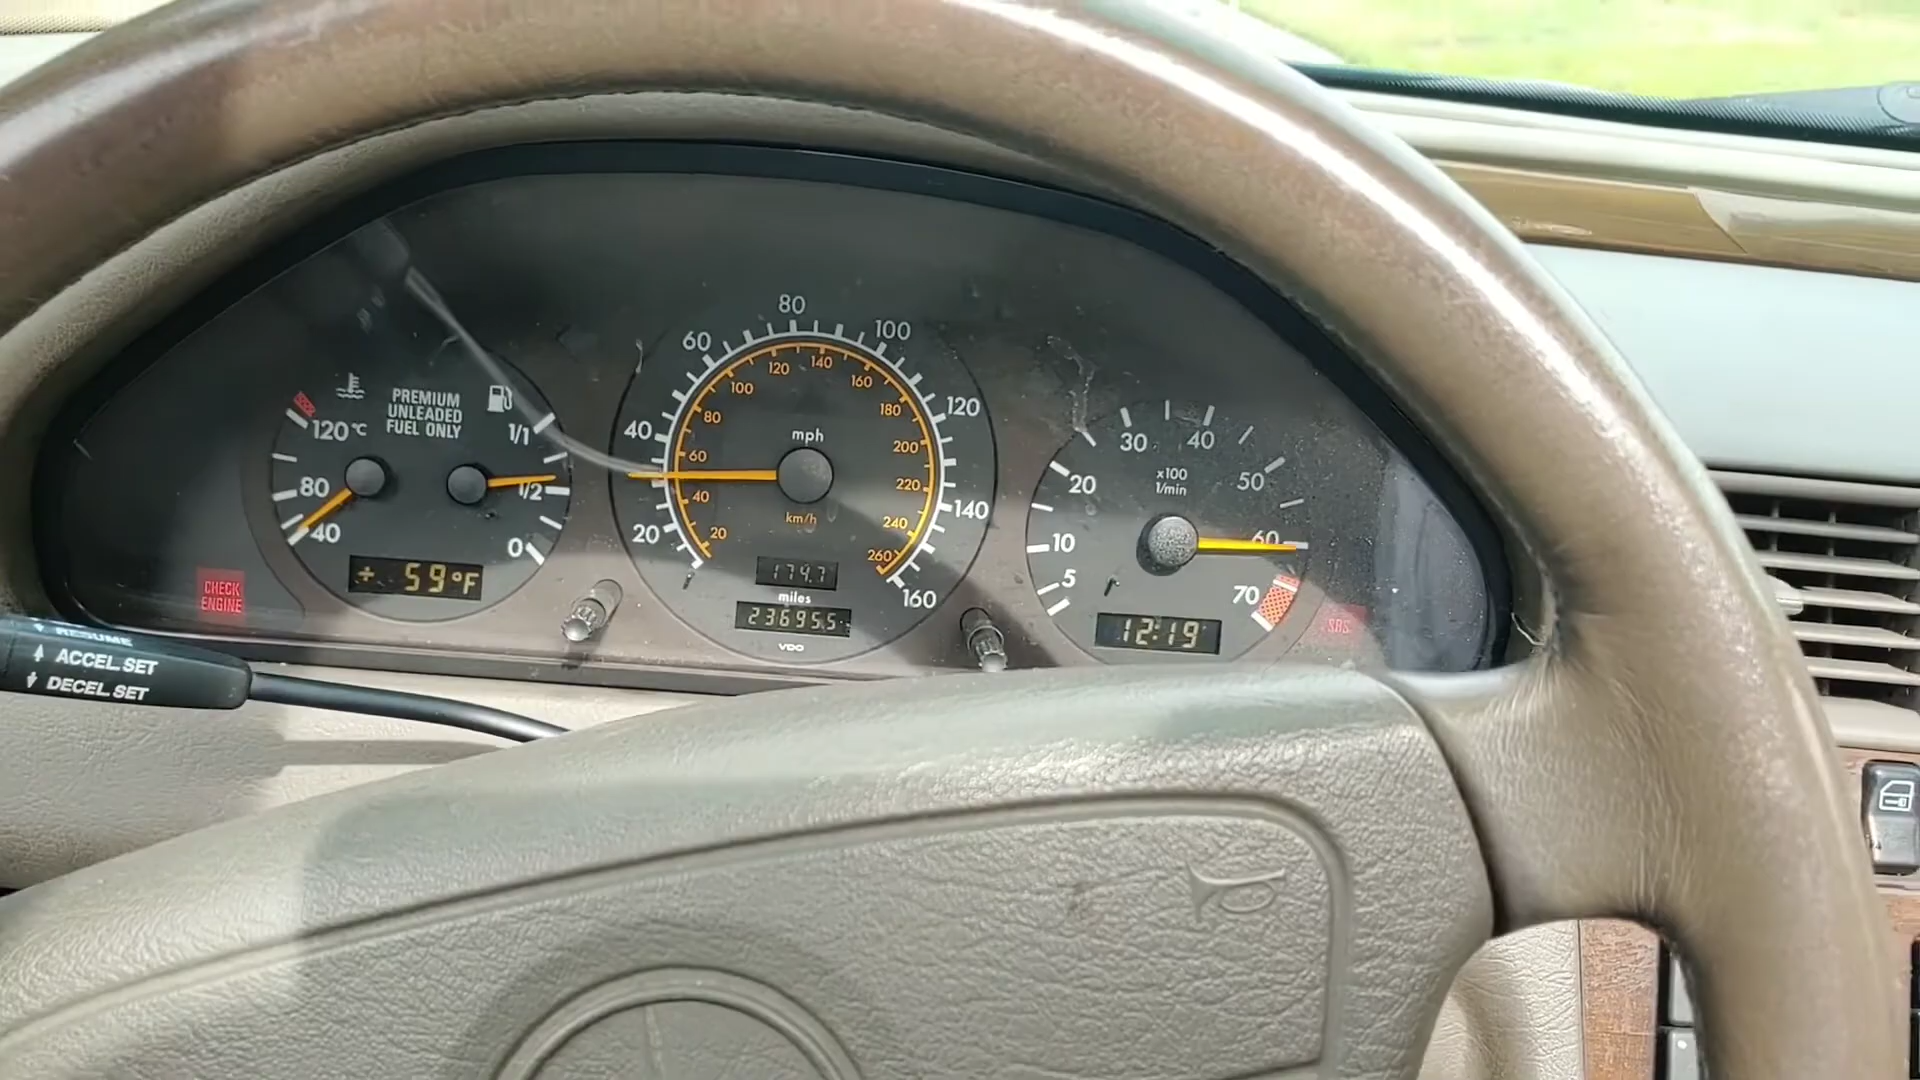 80
60
100
120
140
100
160
PREMIUM
UNLEADED
FUEL ONLY
120°C
1/1
40
80
60
mph
180
200
220
120
30
40
20
x100
1/min
50
80
1/2
40
km/h
240
140
40
0
20
20
260
10
60
÷ 59°F
174.7
miles
160
5
70
CHECK
ENGINE
236955
VDO
12:19
SRS
RESUME
ACCEL.SET
DECEL.SET